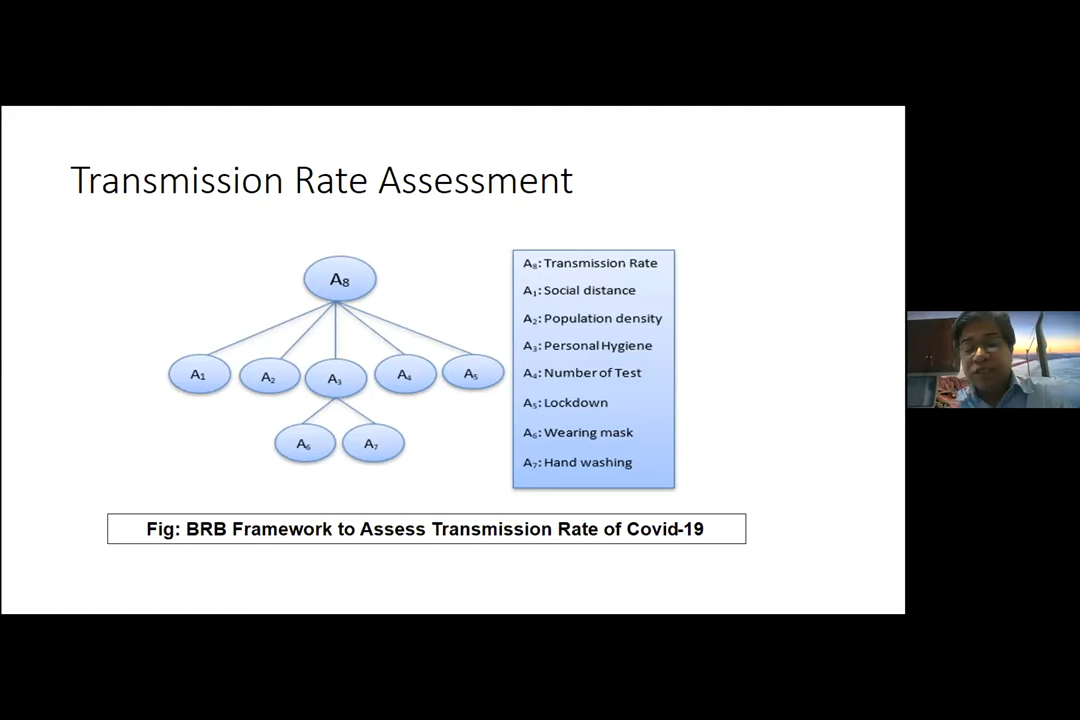 Transmission Rate Assessment
A₈
A₁
A₂
A₃
A₄
A₅
A₆
A₇
A₈: Transmission Rate
A₁: Social distance
A₂: Population density
A₃: Personal Hygiene
A₄: Number of Test
A₅: Lockdown
A₆: Wearing mask
A₇: Hand washing
Fig: BRB Framework to Assess Transmission Rate of Covid-19